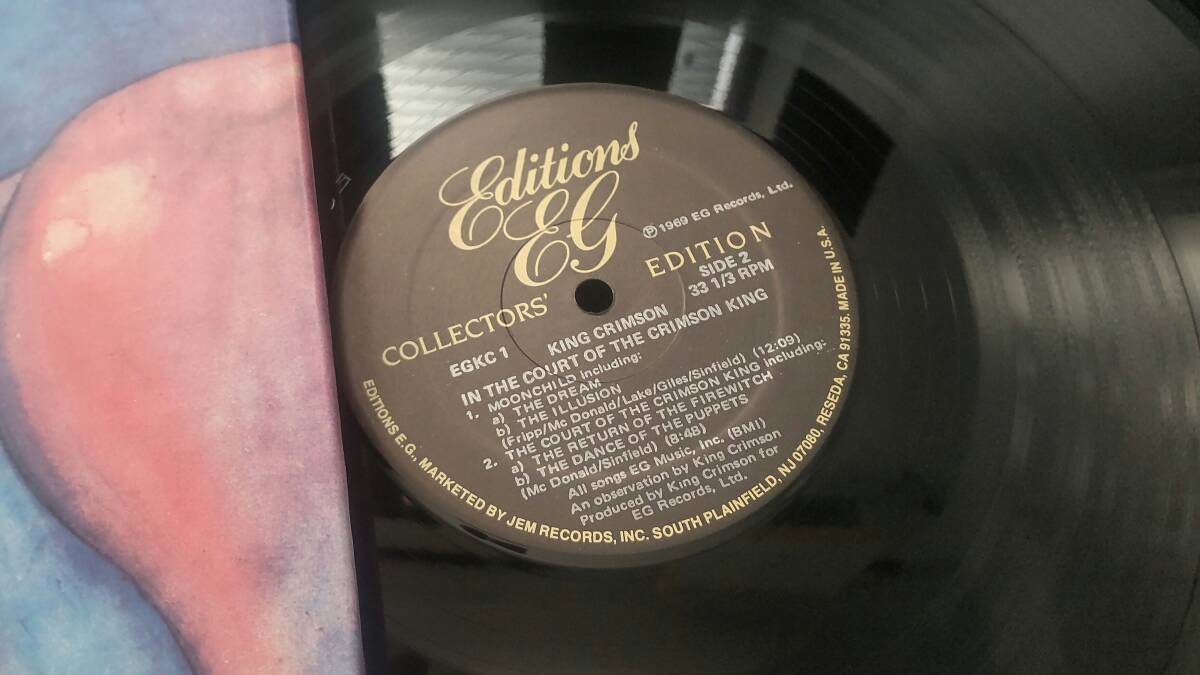 Editions
EG
℗1969 EG Records, Ltd.
COLLECTORS' EDITION
SIDE 2
EGKC 1 KING CRIMSON 33 1/3 RPM
IN THE COURT OF THE CRIMSON KING
1. MOONCHILD including:
a) THE DREAM
b) THE ILLUSION
(Fripp/Mc Donald/Lake/Giles/Sinfield) (12:09)
2. THE COURT OF THE CRIMSON KING including:
a) THE RETURN OF THE FIREWITCH
b) THE DANCE OF THE PUPPETS
(Mc Donald/Sinfield) (8:48)
All songs EG Music, Inc. (BMI)
An observation by King Crimson
Produced by King Crimson for
EG Records, Ltd.
EDITIONS E.G., MARKETED BY JEM RECORDS, INC. SOUTH PLAINFIELD, NJ 07080. RESEDA, CA 91335. MADE IN U.S.A.